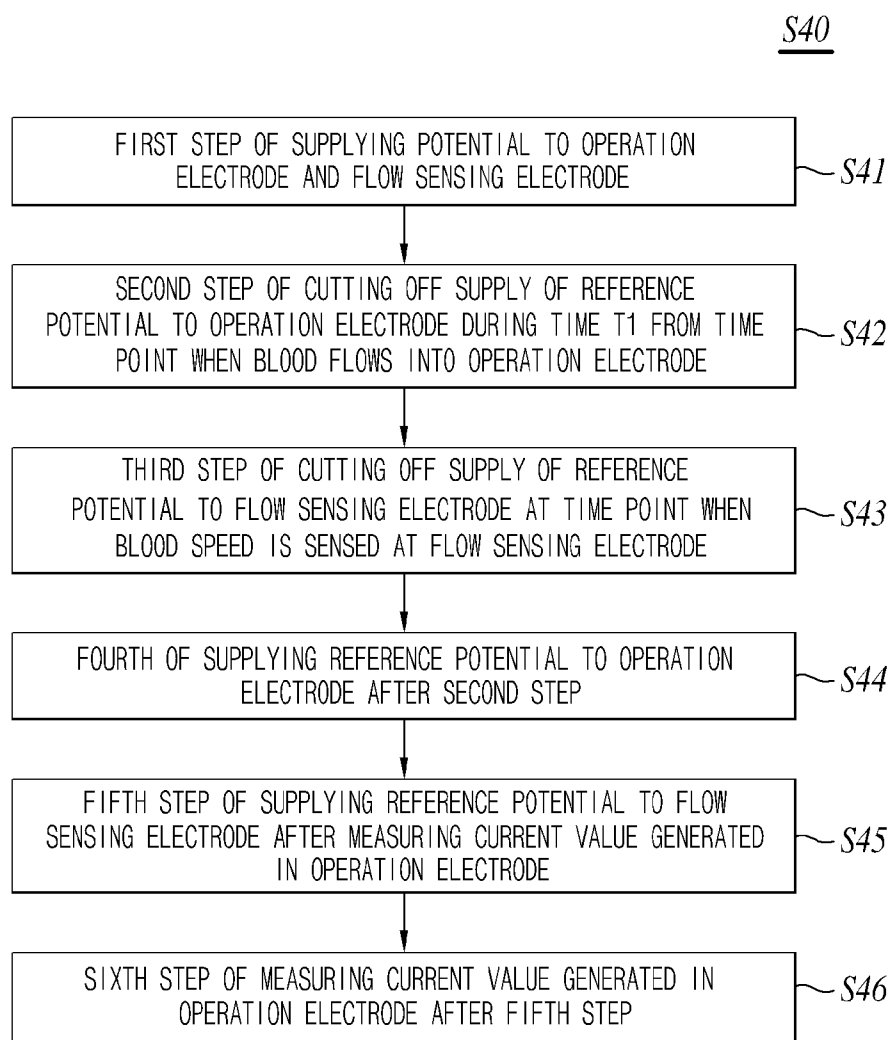 S40
FIRST STEP OF SUPPLYING POTENTIAL TO OPERATION
ELECTRODE AND FLOW SENSING ELECTRODE
S41
SECOND STEP OF CUTTING OFF SUPPLY OF REFERENCE
POTENTIAL TO OPERATION ELECTRODE DURING TIME T1 FROM TIME
POINT WHEN BLOOD FLOWS INTO OPERATION ELECTRODE
S42
THIRD STEP OF CUTTING OFF SUPPLY OF REFERENCE
POTENTIAL TO FLOW SENSING ELECTRODE AT TIME POINT WHEN
BLOOD SPEED IS SENSED AT FLOW SENSING ELECTRODE
S43
FOURTH OF SUPPLYING REFERENCE POTENTIAL TO OPERATION
ELECTRODE AFTER SECOND STEP
S44
FIFTH STEP OF SUPPLYING REFERENCE POTENTIAL TO FLOW
SENSING ELECTRODE AFTER MEASURING CURRENT VALUE GENERATED
IN OPERATION ELECTRODE
S45
SIXTH STEP OF MEASURING CURRENT VALUE GENERATED IN
OPERATION ELECTRODE AFTER FIFTH STEP
S46